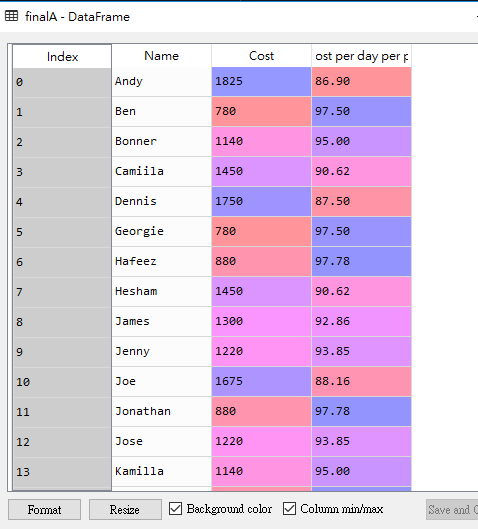 finalA - DataFrame
Index Name Cost ost per day per p
0 Andy 1825 86.90
1 Ben 780 97.50
2 Bonner 1140 95.00
3 Camiilla 1450 90.62
4 Dennis 1750 87.50
5 Georgie 780 97.50
6 Hafeez 880 97.78
7 Hesham 1450 90.62
8 James 1300 92.86
9 Jenny 1220 93.85
10 Joe 1675 88.16
11 Jonathan 880 97.78
12 Jose 1220 93.85
13 Kamilla 1140 95.00
Format Resize Background color Column min/max Save and C